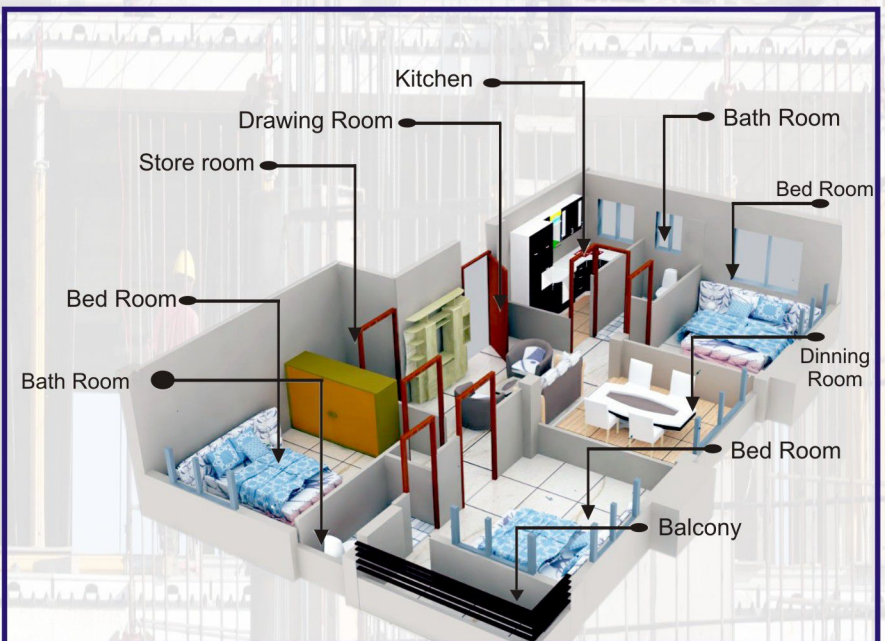 Kitchen
Drawing Room
Bath Room
Store room
Bed Room
Bed Room
Bath Room
Dinning
Room
Bed Room
Balcony